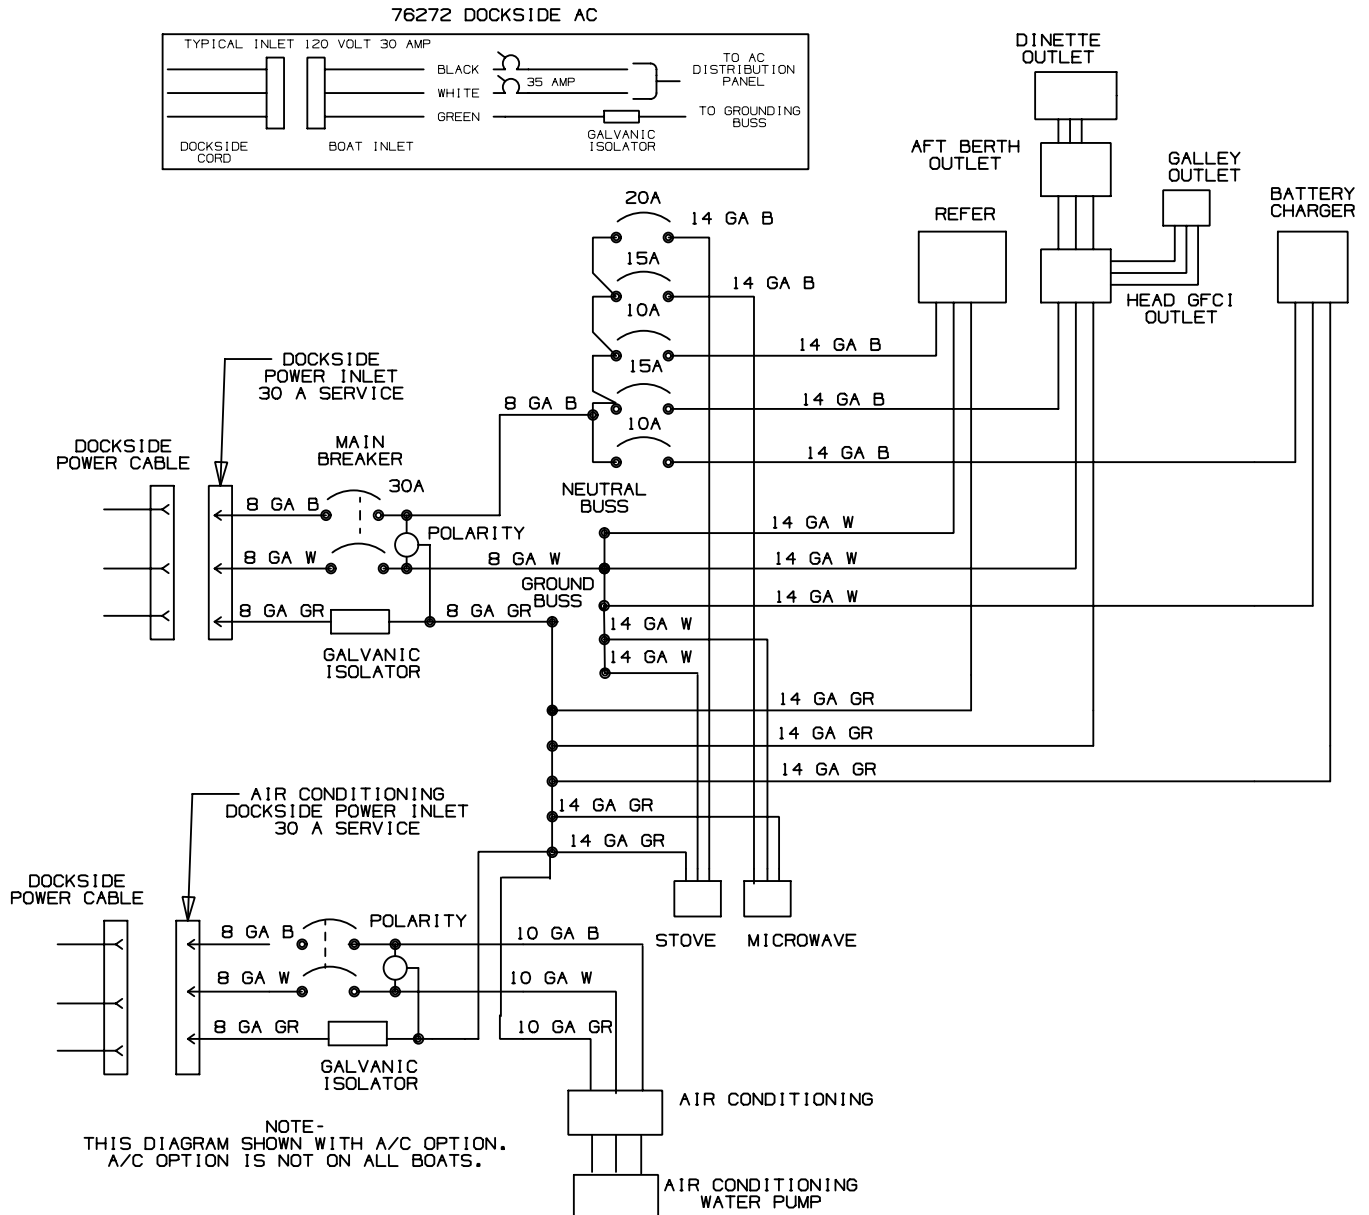 76272 DOCKSIDE AC
TYPICAL INLET 120 VOLT 30 AMP
BLACK
WHITE
GREEN
35 AMP
TO AC
DISTRIBUTION
PANEL
TO GROUNDING
BUSS
GALVANIC
ISOLATOR
DOCKSIDE
CORD
BOAT INLET
DINETTE
OUTLET
AFT BERTH
OUTLET
GALLEY
OUTLET
BATTERY
CHARGER
REFER
HEAD GFCI
OUTLET
20A
14 GA B
15A
14 GA B
10A
14 GA B
15A
14 GA B
10A
14 GA B
8 GA B
DOCKSIDE
POWER INLET
30 A SERVICE
DOCKSIDE
POWER CABLE
MAIN
BREAKER
30A
8 GA B
POLARITY
8 GA W
8 GA W
8 GA GR
8 GA GR
GALVANIC
ISOLATOR
NEUTRAL
BUSS
GROUND
BUSS
14 GA W
14 GA W
14 GA W
14 GA W
14 GA W
14 GA GR
14 GA GR
14 GA GR
14 GA GR
14 GA GR
AIR CONDITIONING
DOCKSIDE POWER INLET
30 A SERVICE
DOCKSIDE
POWER CABLE
8 GA B
POLARITY
10 GA B
8 GA W
10 GA W
8 GA GR
10 GA GR
GALVANIC
ISOLATOR
STOVE
MICROWAVE
AIR CONDITIONING
AIR CONDITIONING
WATER PUMP
NOTE-
THIS DIAGRAM SHOWN WITH A/C OPTION.
A/C OPTION IS NOT ON ALL BOATS.